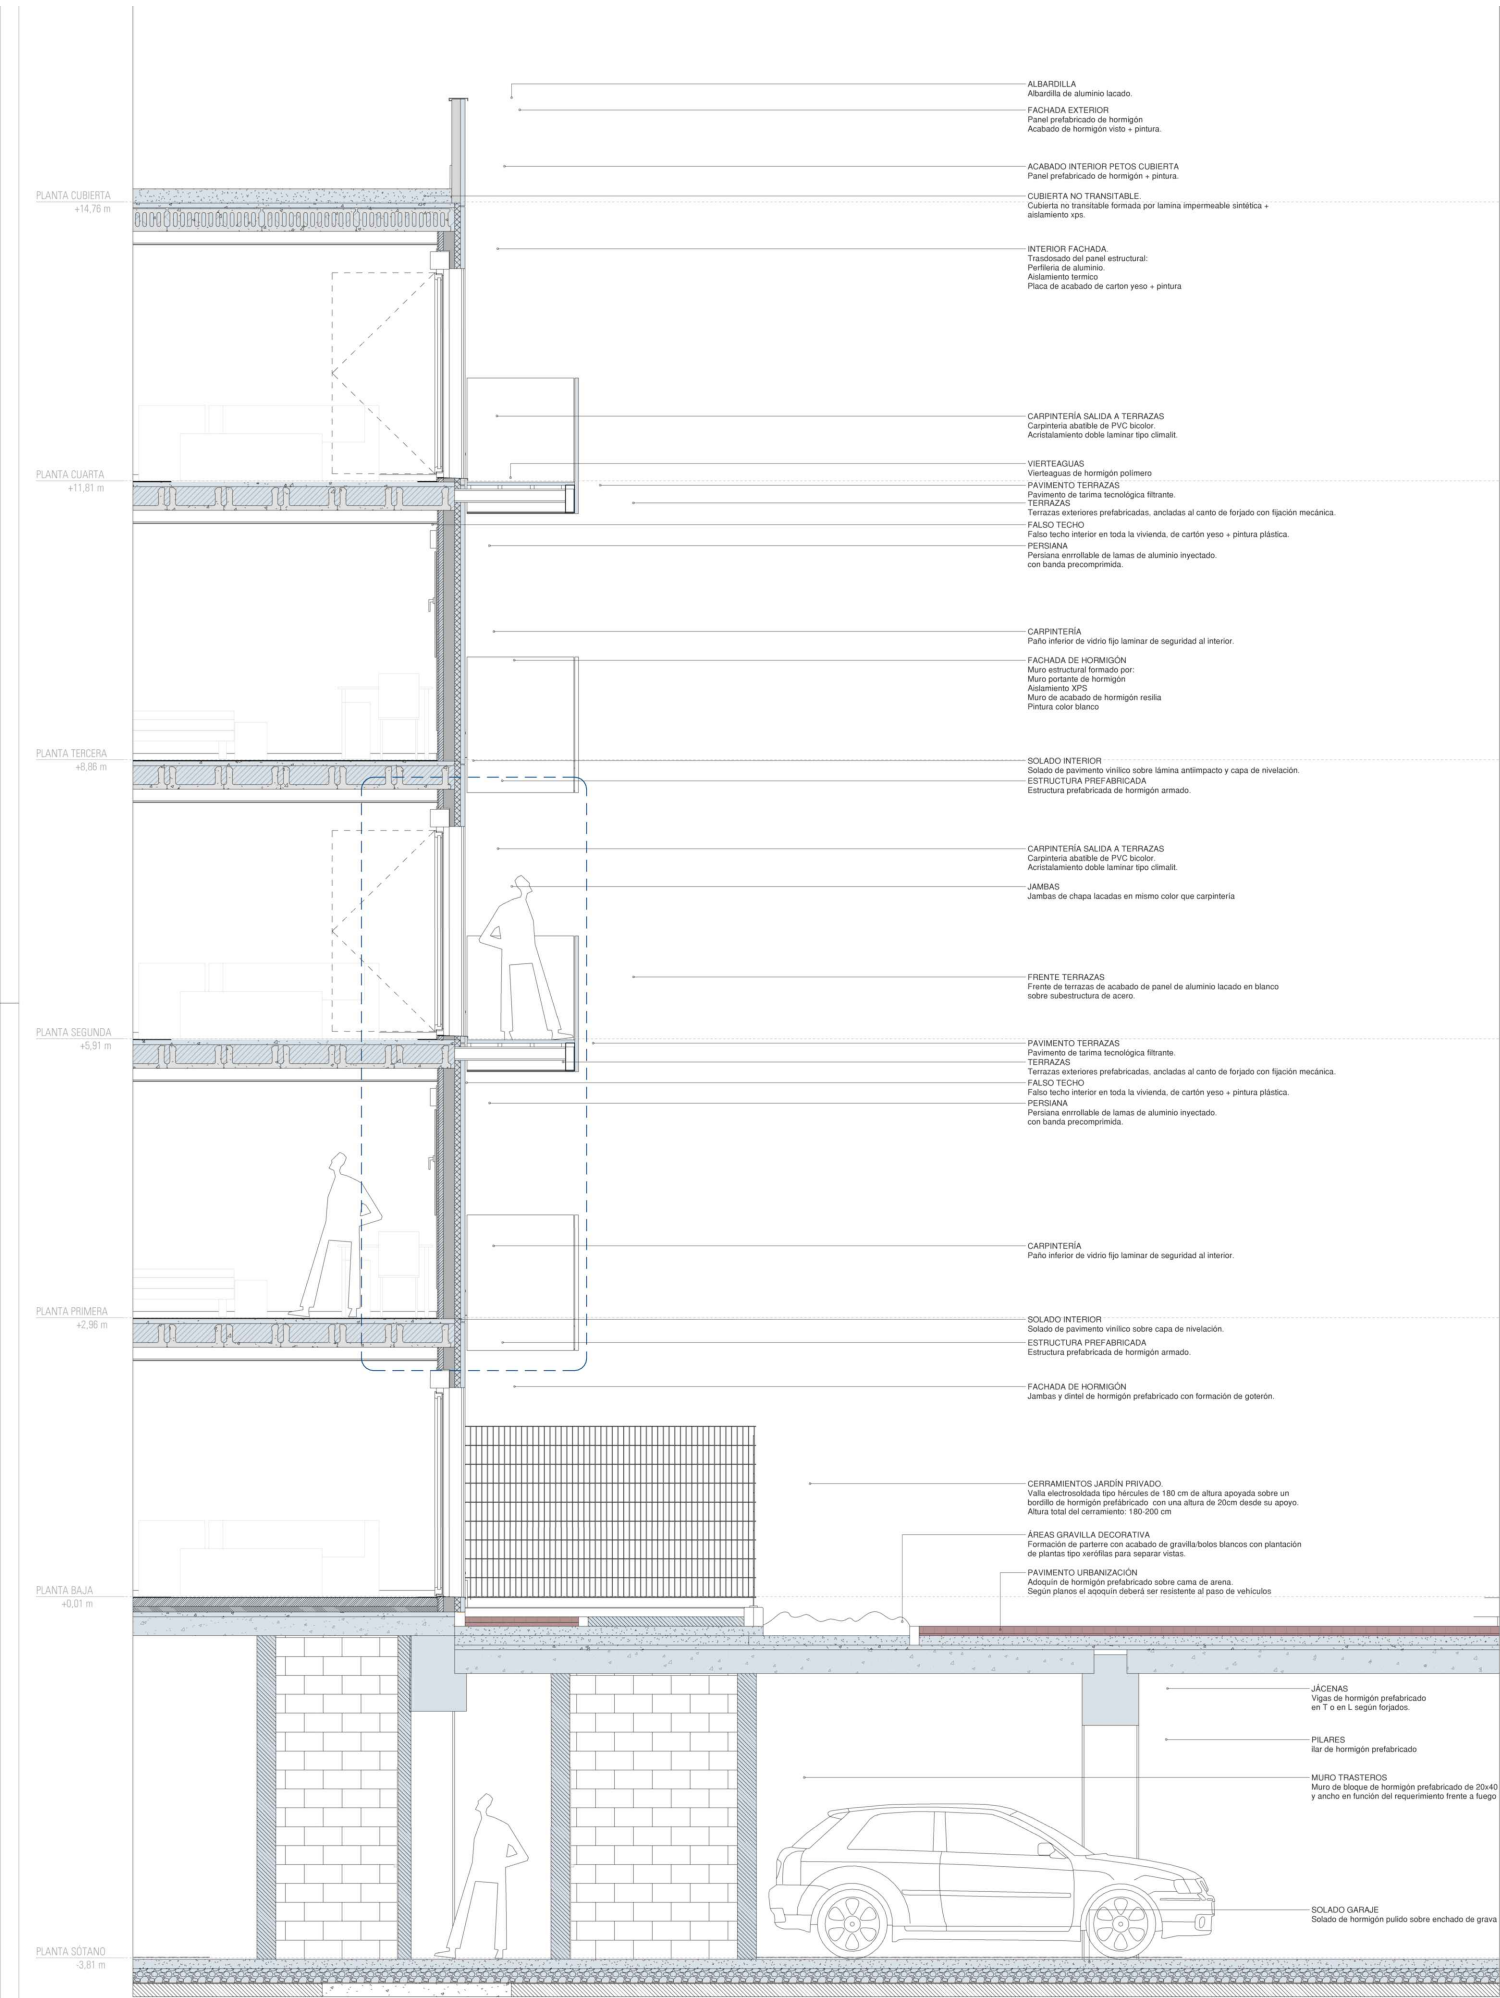 ALBARDILLA
Albardilla de aluminio lacado.
FACHADA EXTERIOR
Panel prefabricado de hormigón
Acabado de hormigón visto + pintura.
ACABADO INTERIOR PETOS CUBIERTA
Panel prefabricado de hormigón + pintura.
PLANTA CUBIERTA
+14,76 m
CUBIERTA NO TRANSITABLE.
Cubierta no transitable formada por lamina impermeable sintética +
aislamiento xps.
INTERIOR FACHADA.
Trasdosado del panel estructural:
Perfileria de aluminio.
Aislamiento termico
Placa de acabado de carton yeso + pintura
CARPINTERÍA SALIDA A TERRAZAS
Carpinteria abatible de PVC bicolor.
Acristalamiento doble laminar tipo climalit.
VIERTEAGUAS
Vierteaguas de hormigón polimero
PLANTA CUARTA
+11,81 m
PAVIMENTO TERRAZAS
Pavimento de tarima tecnológica filtrante.
TERRAZAS
Terrazas exteriores prefabricadas, ancladas al canto de forjado con fijación mecánica.
FALSO TECHO
Falso techo interior en toda la vivienda, de cartón yeso + pintura plástica.
PERSIANA
Persiana enrrollable de lamas de aluminio inyectado.
con banda precomprimida.
CARPINTERÍA
Paño inferior de vidrio fijo laminar de seguridad al interior.
FACHADA DE HORMIGÓN
Muro estructural formado por:
Muro portante de hormigón
Aislamiento XPS
Muro de acabado de hormigón resilia
Pintura color blanco
PLANTA TERCERA
+8,86 m
SOLADO INTERIOR
Solado de pavimento vinílico sobre lámina antiimpacto y capa de nivelación.
ESTRUCTURA PREFABRICADA
Estructura prefabricada de hormigón armado.
CARPINTERÍA SALIDA A TERRAZAS
Carpinteria abatible de PVC bicolor.
Acristalamiento doble laminar tipo climalit.
JAMBAS
Jambas de chapa lacadas en mismo color que carpintería
FRENTE TERRAZAS
Frente de terrazas de acabado de panel de aluminio lacado en blanco
sobre subestructura de acero.
PLANTA SEGUNDA
+5,91 m
PAVIMENTO TERRAZAS
Pavimento de tarima tecnológica filtrante.
TERRAZAS
Terrazas exteriores prefabricadas, ancladas al canto de forjado con fijación mecánica.
FALSO TECHO
Falso techo interior en toda la vivienda, de cartón yeso + pintura plástica.
PERSIANA
Persiana enrrollable de lamas de aluminio inyectado.
con banda precomprimida.
CARPINTERÍA
Paño inferior de vidrio fijo laminar de seguridad al interior.
PLANTA PRIMERA
+2,96 m
SOLADO INTERIOR
Solado de pavimento vinílico sobre capa de nivelación.
ESTRUCTURA PREFABRICADA
Estructura prefabricada de hormigón armado.
FACHADA DE HORMIGÓN
Jambas y dintel de hormigón prefabricado con formación de goterón.
CERRAMIENTOS JARDÍN PRIVADO.
Valla electrosoldada tipo hércules de 180 cm de altura apoyada sobre un
bordillo de hormigón prefábricado con una altura de 20cm desde su apoyo.
Altura total del cerramiento: 180-200 cm
ÁREAS GRAVILLA DECORATIVA
Formación de parterre con acabado de gravilla/bolos blancos con plantación
de plantas tipo xerófilas para separar vistas.
PAVIMENTO URBANIZACIÓN
Adoquin de hormigón prefabricado sobre cama de arena.
Según planos el aqoquín deberá ser resistente al paso de vehículos
PLANTA BAJA
+0,01 m
JÁCENAS
Vigas de hormigón prefabricado
en T o en L según forjados.
PILARES
ilar de hormigón prefabricado
MURO TRASTEROS
Muro de bloque de hormigón prefabricado de 20x40
y ancho en función del requerimiento frente a fuego
SOLADO GARAJE
Solado de hormigón pulido sobre enchado de grava
PLANTA SÓTANO
-3,81 m